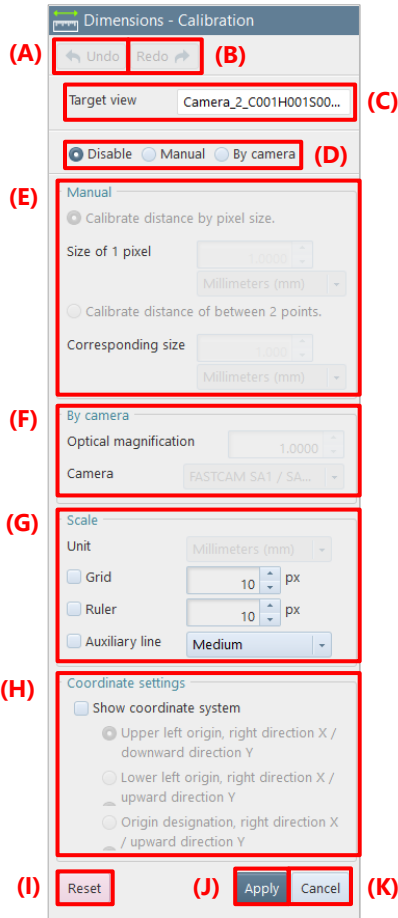 Dimensions - Calibration
(A) Undo Redo (B)
Target view Camera_2_C001H001S00... (C)
Disable Manual By camera (D)
(E) Manual
Calibrate distance by pixel size.
Size of 1 pixel 1.0000
Millimeters (mm)
Calibrate distance of between 2 points.
Corresponding size 1.000
Millimeters (mm)
(F) By camera
Optical magnification 1.0000
Camera FASTCAM SA1 / SA...
(G) Scale
Unit Millimeters (mm)
Grid 10 px
Ruler 10 px
Auxiliary line Medium
(H) Coordinate settings
Show coordinate system
Upper left origin, right direction X /
downward direction Y
Lower left origin, right direction X /
upward direction Y
Origin designation, right direction X
/ upward direction Y
(I) Reset (J) Apply Cancel (K)